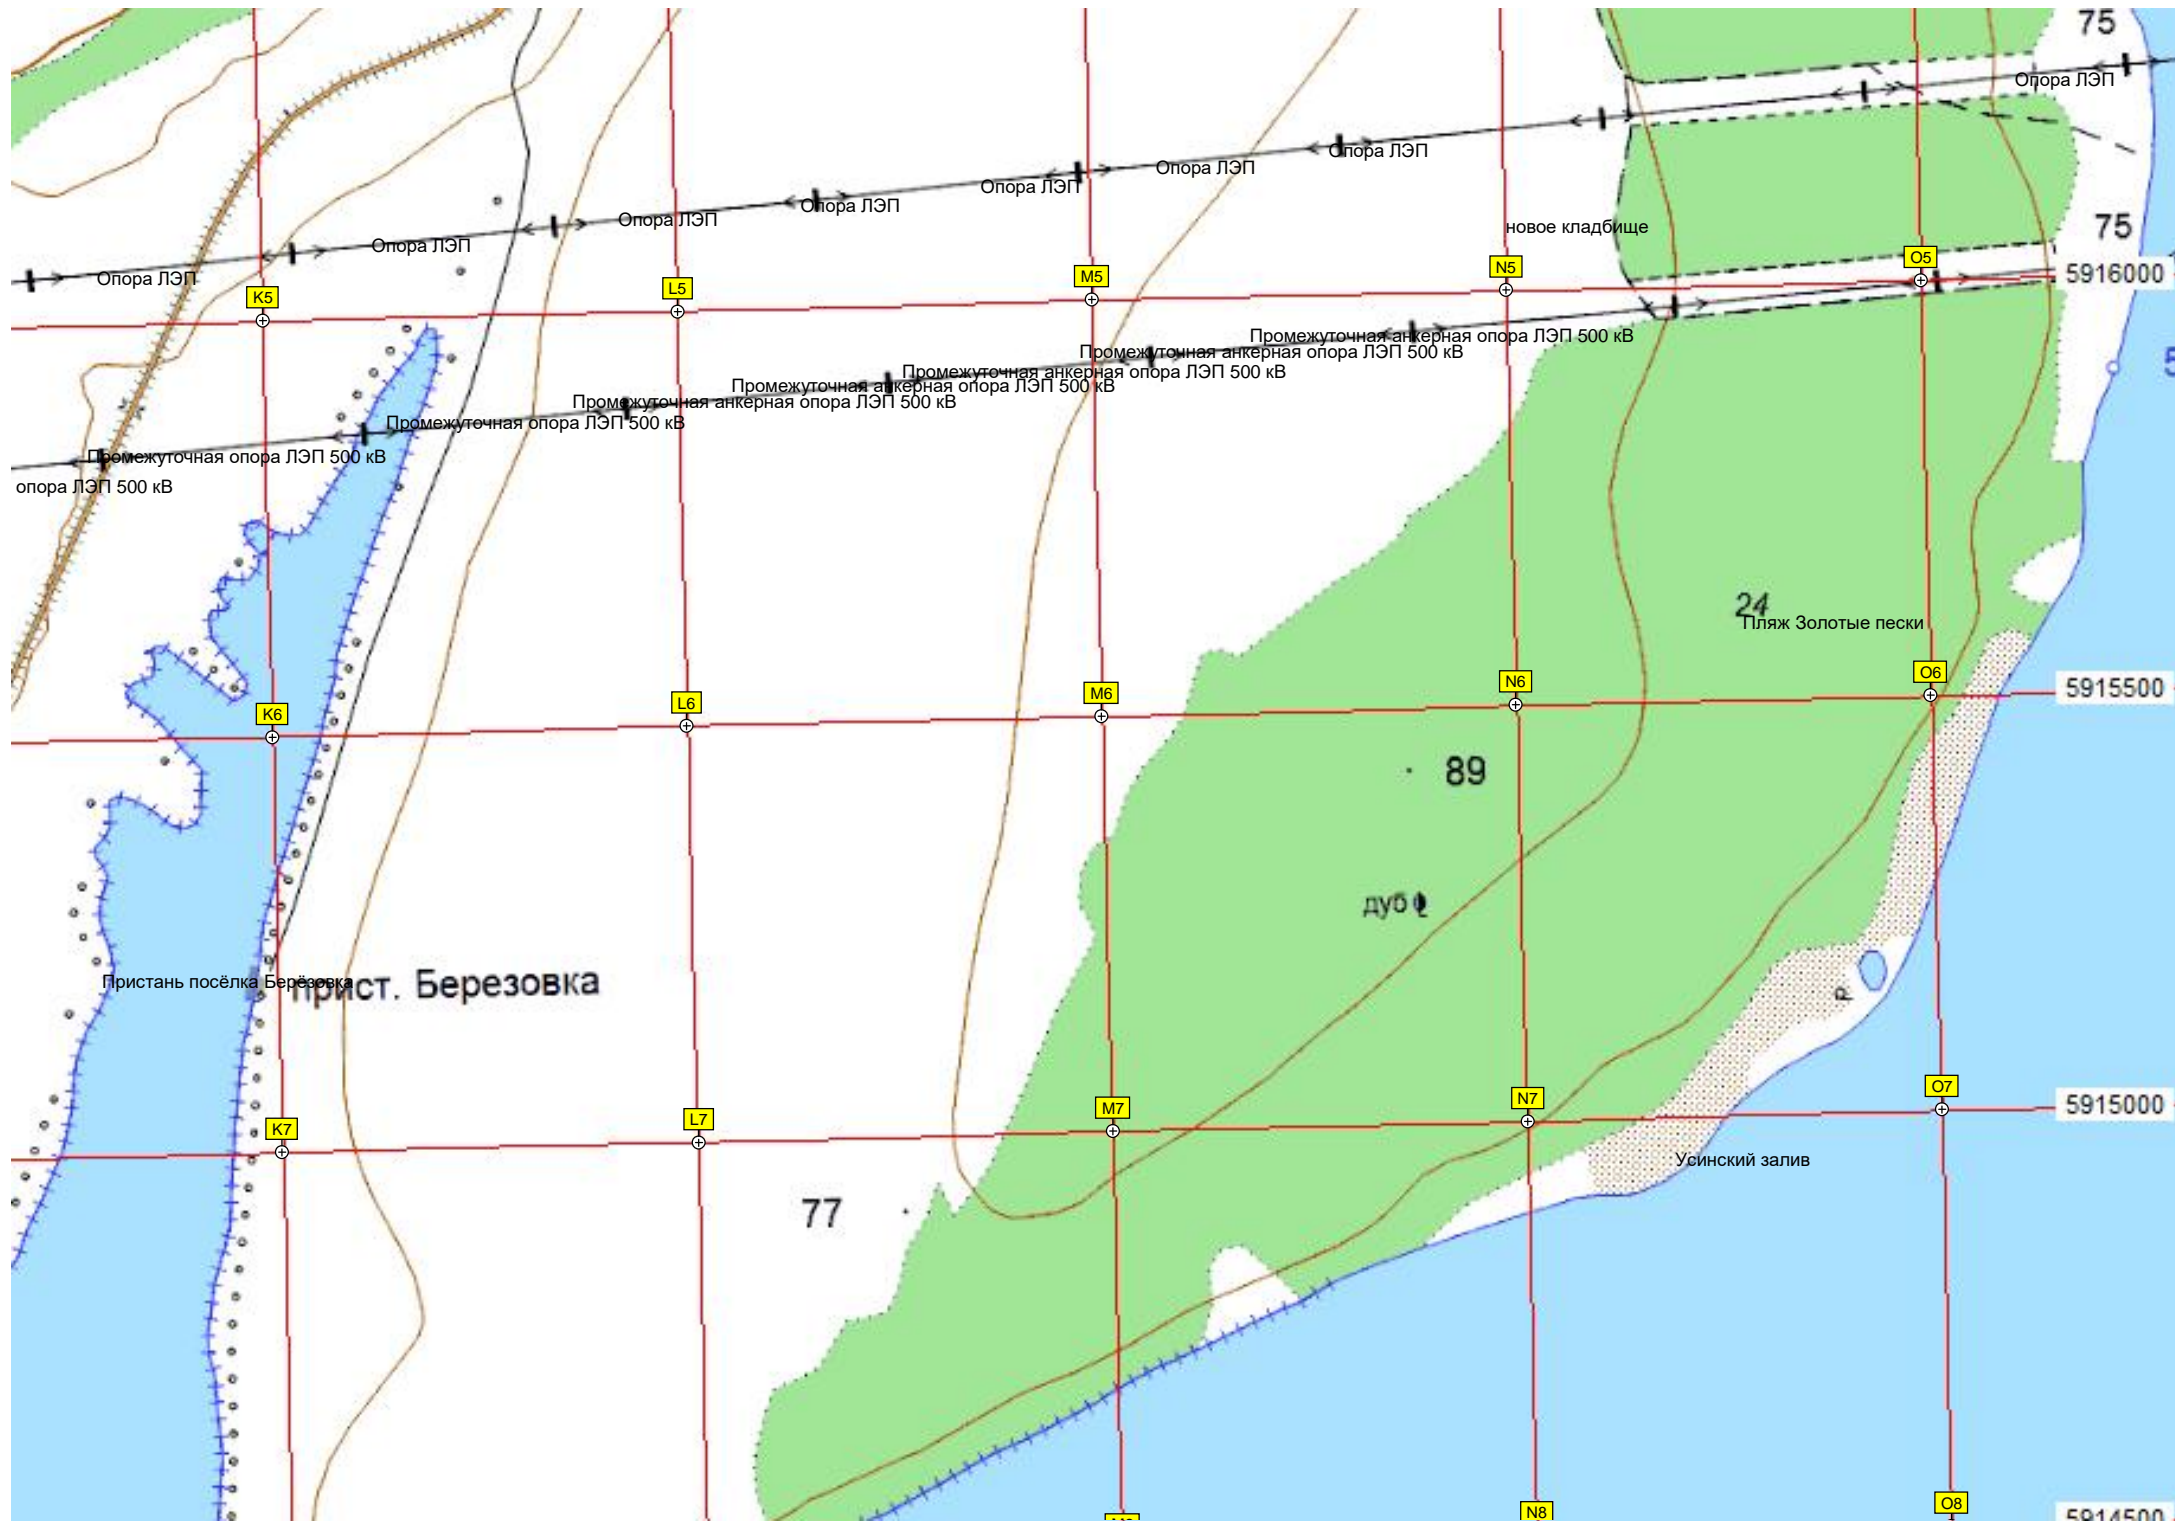 75
Опора ЛЭП
Опора ЛЭП
Опора ЛЭП
Опора ЛЭП
Опора ЛЭП
Опора ЛЭП
Опора ЛЭП
Опора ЛЭП
75
новое кладбище
K5
L5
M5
N5
O5
5916000
Промежуточная анкерная опора ЛЭП 500 кВ
Промежуточная анкерная опора ЛЭП 500 кВ
Промежуточная анкерная опора ЛЭП 500 кВ
Промежуточная анкерная опора ЛЭП 500 кВ
Промежуточная анкерная опора ЛЭП 500 кВ
Промежуточная опора ЛЭП 500 кВ
Промежуточная опора ЛЭП 500 кВ
опора ЛЭП 500 кВ
24
Пляж Золотые пески
K6
L6
M6
N6
O6
5915500
89
дуб
Пристань посёлка Берёзовка
прист. Березовка
Р
K7
L7
M7
N7
O7
5915000
Усинский залив
77
N8
O8
5914500